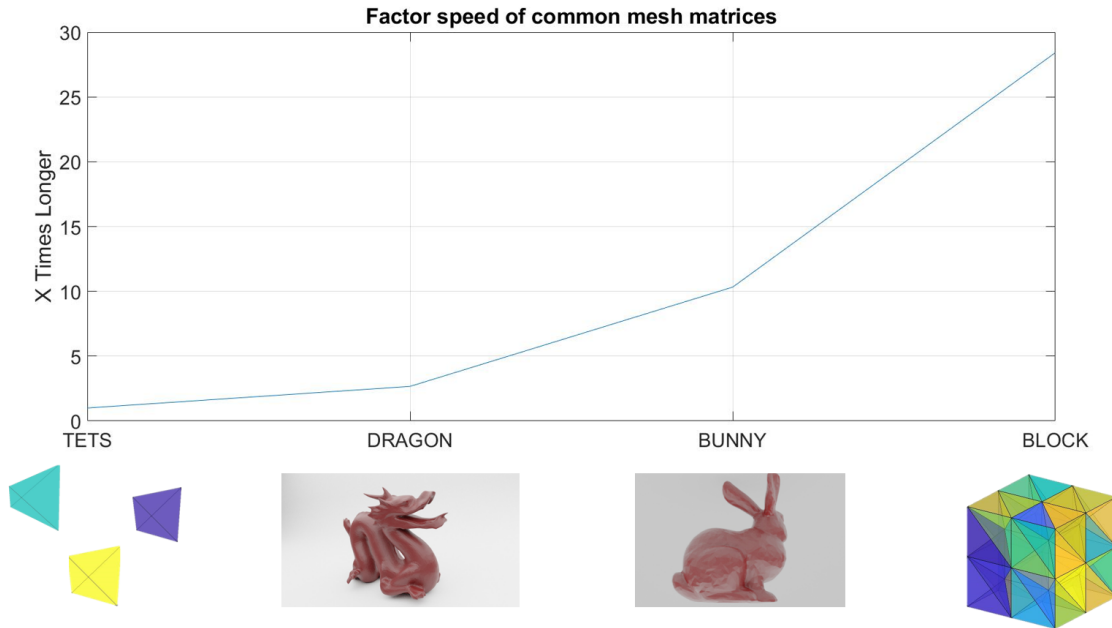 Factor speed of common mesh matrices
X Times Longer
30
25
20
15
10
5
0
TETS DRAGON BUNNY BLOCK